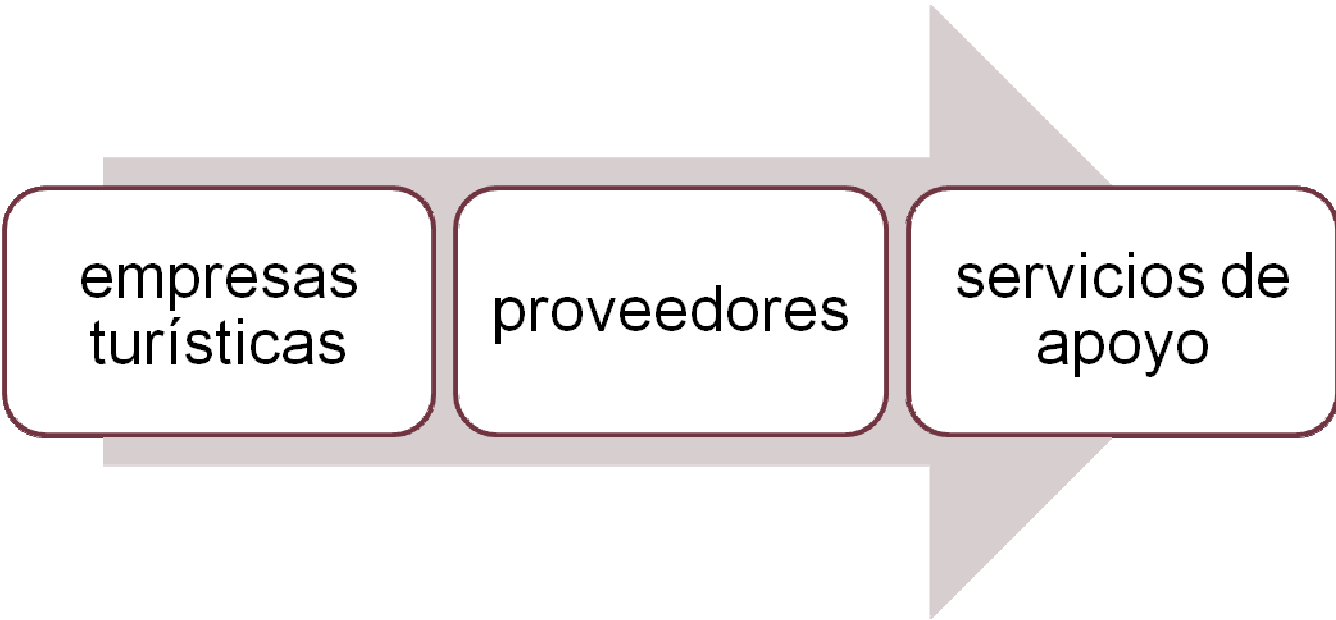 empresas
turísticas
proveedores
servicios de
apoyo